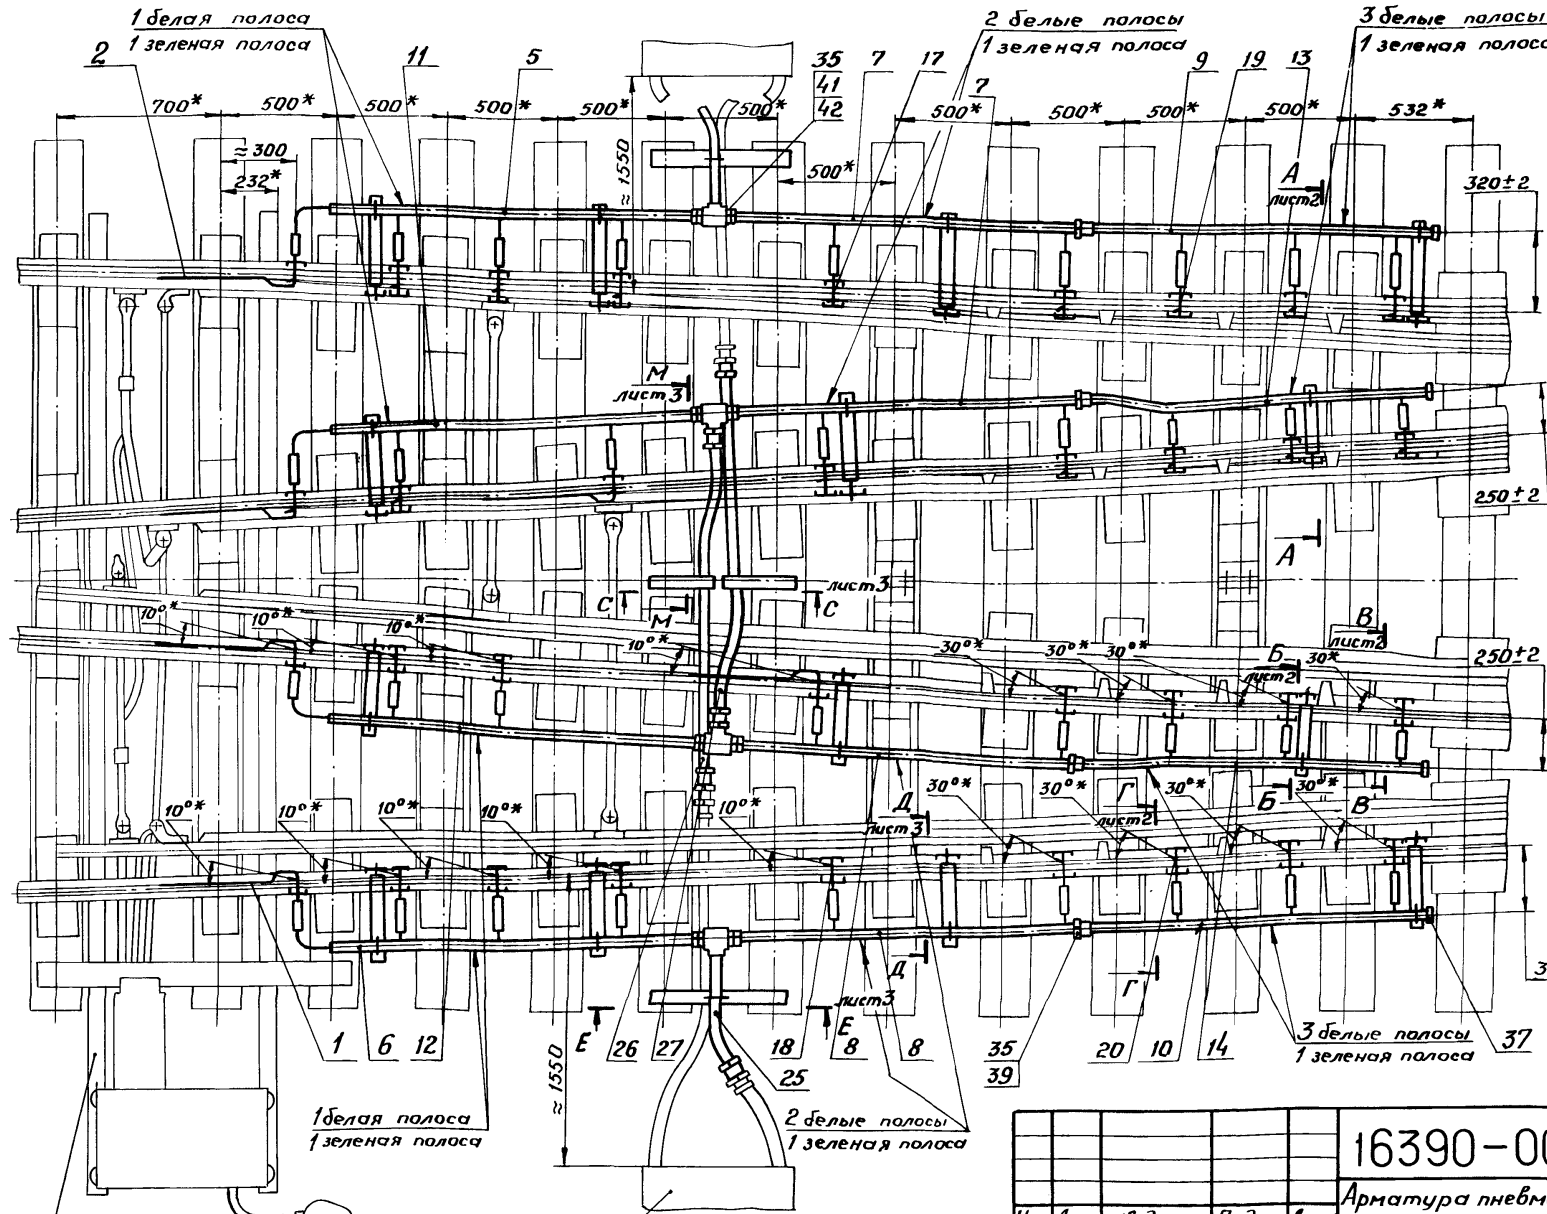 1 белая полоса
1 зеленая полоса
2 белые полосы
1 зеленая полоса
3 белые полосы
1 зеленая полоса
2
11
5
35
41
42
7
17
7
9
19
13
700*
500*
500*
500*
500*
500*
500*
500*
500*
500*
532*
≈300
232*
≈1550
500*
А
лист2
320±2
М
лист3
250±2
А
лист3
С
С
М
10°*
10°*
10°*
10°*
30°*
30°*
30°*
30*
В
лист2
Б
лист2
250±2
10°*
10°*
10°*
10°*
10°*
30°*
30°*
30°*
30°*
Д
лист3
Г
лист2
Б
В
Д
Г
лист3
Е
Е
3
1
6
12
26
27
25
18
8
8
35
39
20
10
14
37
3 белые полосы
1 зеленая полоса
≈1550
1 белая полоса
1 зеленая полоса
2 белые полосы
1 зеленая полоса
16390-00
Арматура пневм